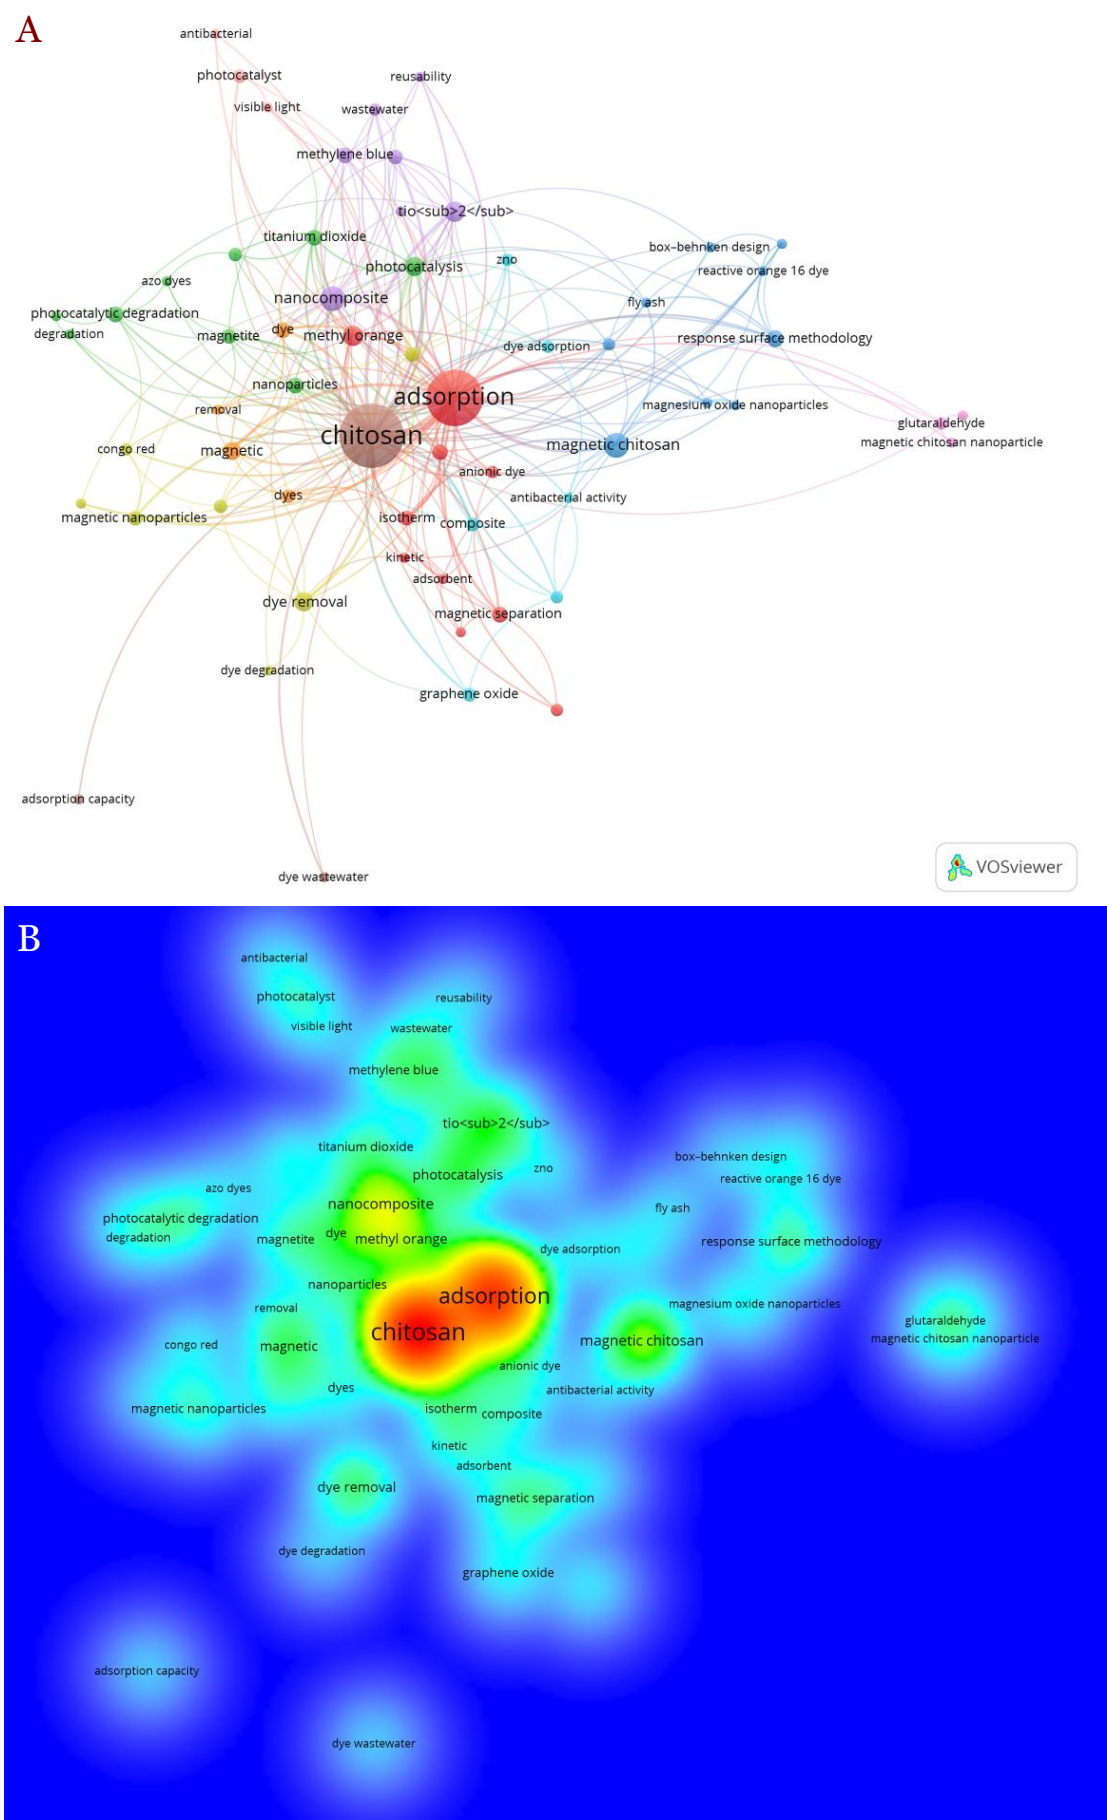 A
antibacterial
photocatalyst
reusability
visible light
wastewater
methylene blue
tio<sub>2</sub>
titanium dioxide
box–behnken design
photocatalysis
zno
reactive orange 16 dye
azo dyes
nanocomposite
fly ash
photocatalytic degradation
degradation
magnetite
dye
methyl orange
response surface methodology
dye adsorption
nanoparticles
adsorption
removal
magnesium oxide nanoparticles
glutaraldehyde
chitosan
magnetic chitosan
magnetic chitosan nanoparticle
congo red
magnetic
anionic dye
dyes
antibacterial activity
magnetic nanoparticles
isotherm
composite
kinetic
adsorbent
dye removal
magnetic separation
dye degradation
graphene oxide
adsorption capacity
dye wastewater
VOSviewer
B
antibacterial
photocatalyst
reusability
visible light
wastewater
methylene blue
tio<sub>2</sub>
titanium dioxide
box–behnken design
photocatalysis
zno
reactive orange 16 dye
azo dyes
nanocomposite
fly ash
photocatalytic degradation
degradation
magnetite
dye
methyl orange
response surface methodology
dye adsorption
nanoparticles
adsorption
removal
magnesium oxide nanoparticles
glutaraldehyde
chitosan
magnetic chitosan
magnetic chitosan nanoparticle
congo red
magnetic
anionic dye
dyes
antibacterial activity
magnetic nanoparticles
isotherm
composite
kinetic
adsorbent
dye removal
magnetic separation
dye degradation
graphene oxide
adsorption capacity
dye wastewater